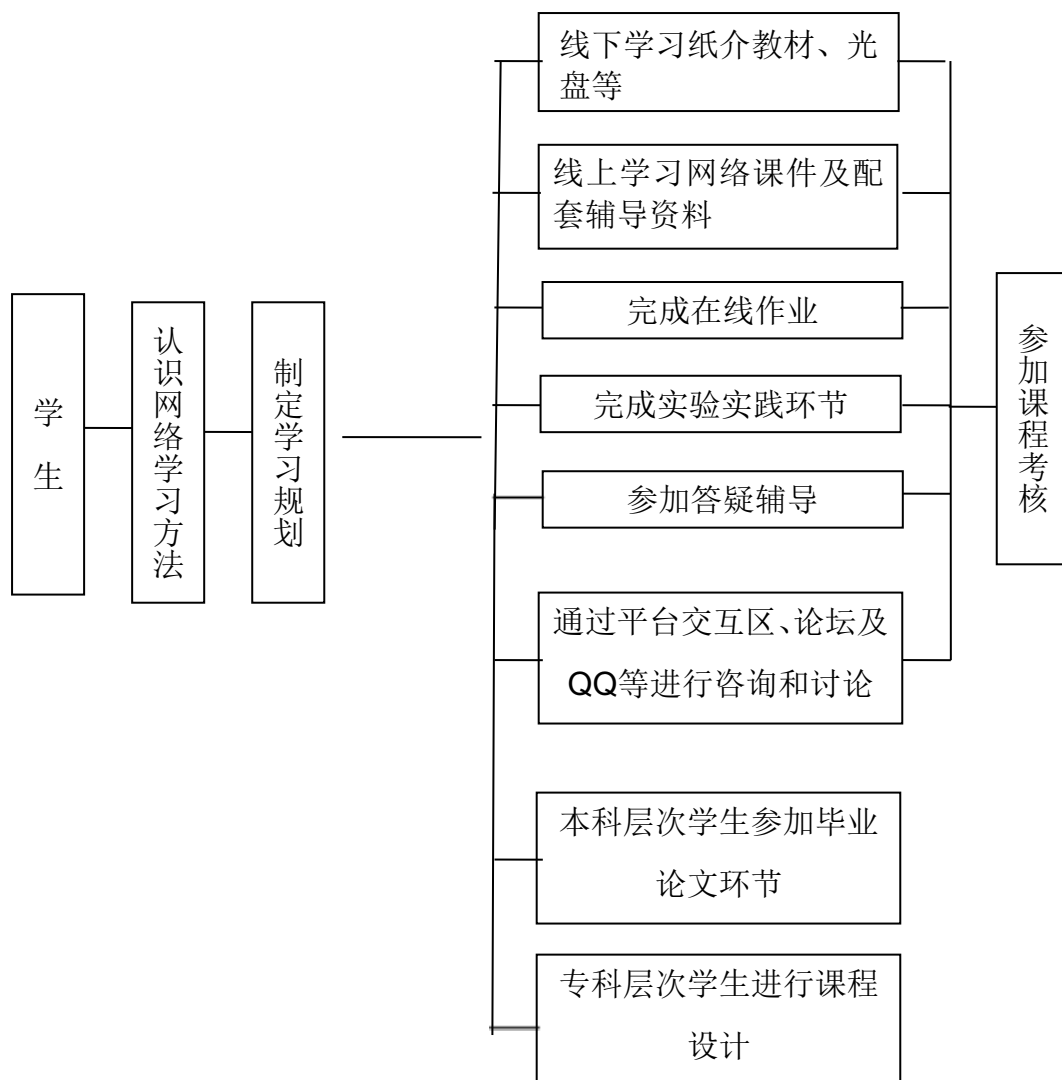 学生
认识网络学习方法
制定学习规划
线下学习纸介教材、光
盘等
线上学习网络课件及配
套辅导资料
完成在线作业
完成实验实践环节
参加答疑辅导
通过平台交互区、论坛及
QQ等进行咨询和讨论
本科层次学生参加毕业
论文环节
专科层次学生进行课程
设计
参加课程考核